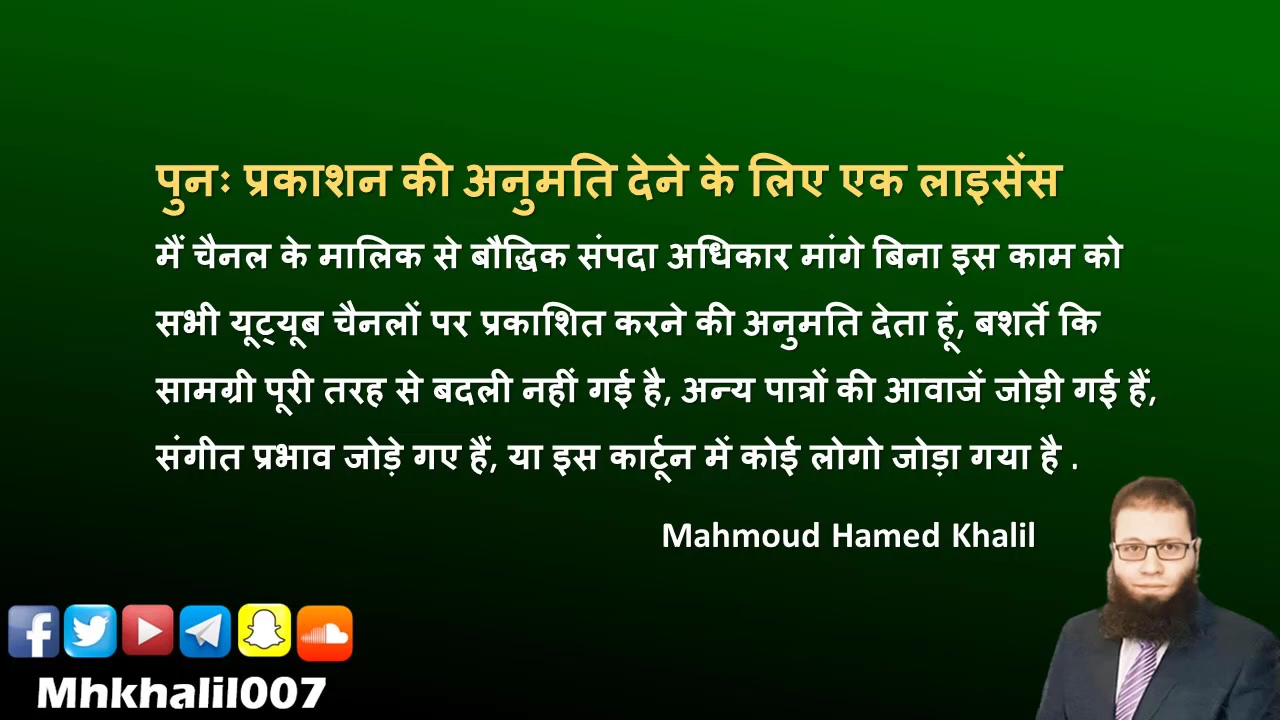 पुनः प्रकाशन की अनुमति देने के लिए एक लाइसेंस
मैं चैनल के मालिक से बौद्धिक संपदा अधिकार मांगे बिना इस काम को
सभी यूट्यूब चैनलों पर प्रकाशित करने की अनुमति देता हूं, बशर्ते कि
सामग्री पूरी तरह से बदली नहीं गई है, अन्य पात्रों की आवाजें जोड़ी गई हैं,
संगीत प्रभाव जोड़े गए हैं, या इस कार्टून में कोई लोगो जोड़ा गया है .
Mahmoud Hamed Khalil
Mhkhalil007